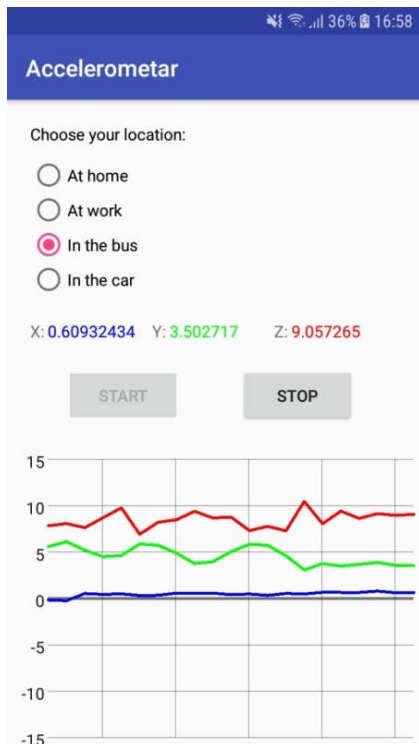 36% 16:58
Accelerometar
Choose your location:
At home
At work
In the bus
In the car
X: 0.60932434 Y: 3.502717 Z: 9.057265
START STOP
15
10
5
0
-5
-10
-15